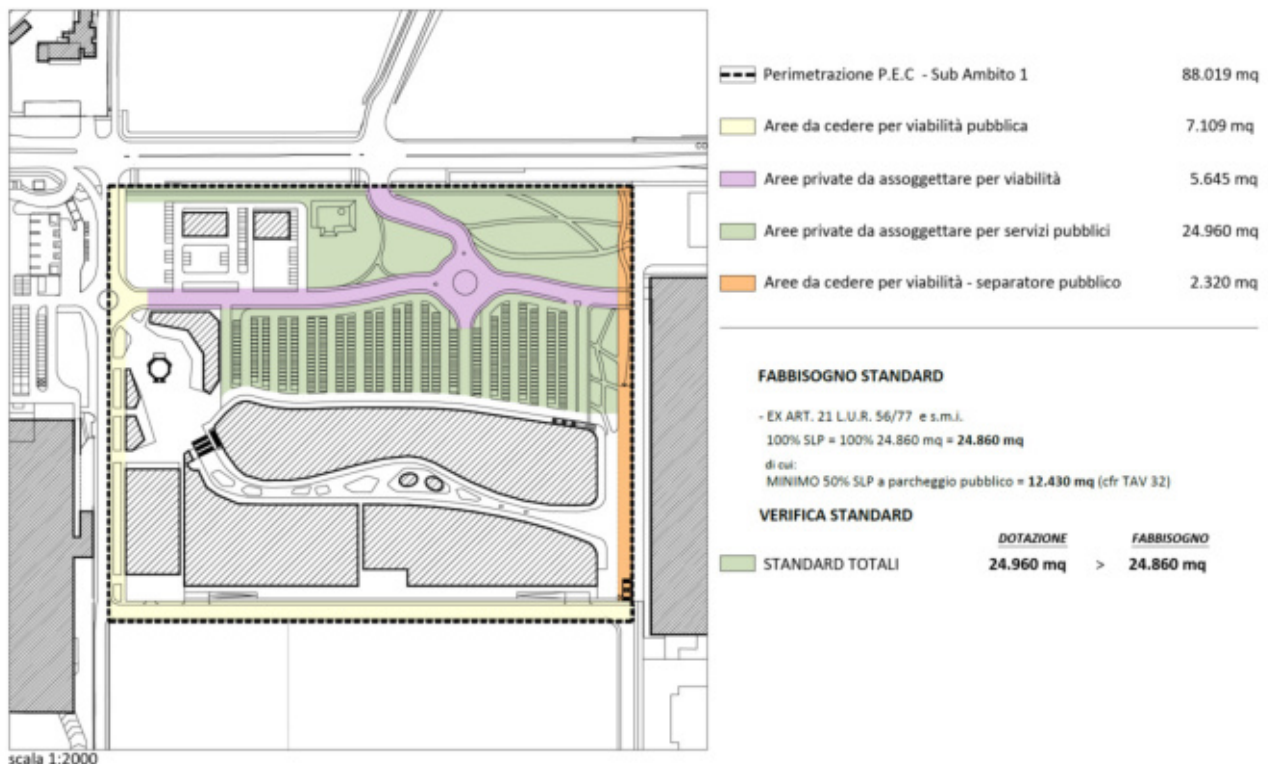 CO
Perimetrazione P.E.C - Sub Ambito 1 88.019 mq
Aree da cedere per viabilità pubblica 7.109 mq
Aree private da assoggettare per viabilità 5.645 mq
Aree private da assoggettare per servizi pubblici 24.960 mq
Aree da cedere per viabilità - separatore pubblico 2.320 mq
FABBISOGNO STANDARD
- EX ART. 21 L.U.R. 56/77 e s.m.i.
100% SLP = 100% 24.860 mq = 24.860 mq
di cui:
MINIMO 50% SLP a parcheggio pubblico = 12.430 mq (cfr TAV 32)
VERIFICA STANDARD
DOTAZIONE FABBISOGNO
STANDARD TOTALI 24.960 mq > 24.860 mq
scala 1:2000